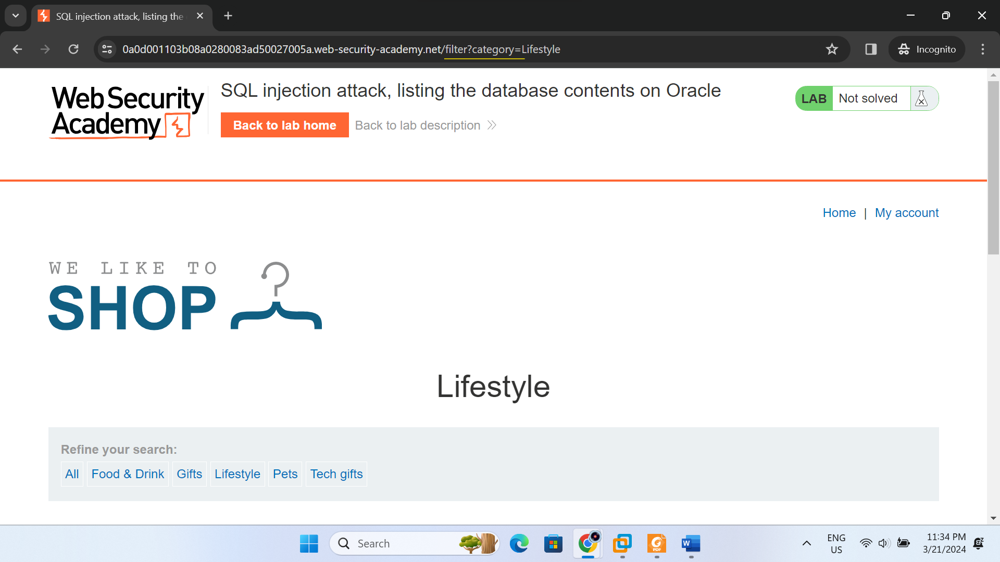 SQL injection attack, listing the
0a0d001103b08a0280083ad50027005a.web-security-academy.net/filter?category=Lifestyle
Incognito
WebSecurity
Academy
SQL injection attack, listing the database contents on Oracle
Back to lab home
Back to lab description
LAB
Not solved
Home | My account
WE LIKE TO
SHOP
Lifestyle
Refine your search:
All
Food & Drink
Gifts
Lifestyle
Pets
Tech gifts
Search
PDF
W
ENG
US
11:34 PM
3/21/2024